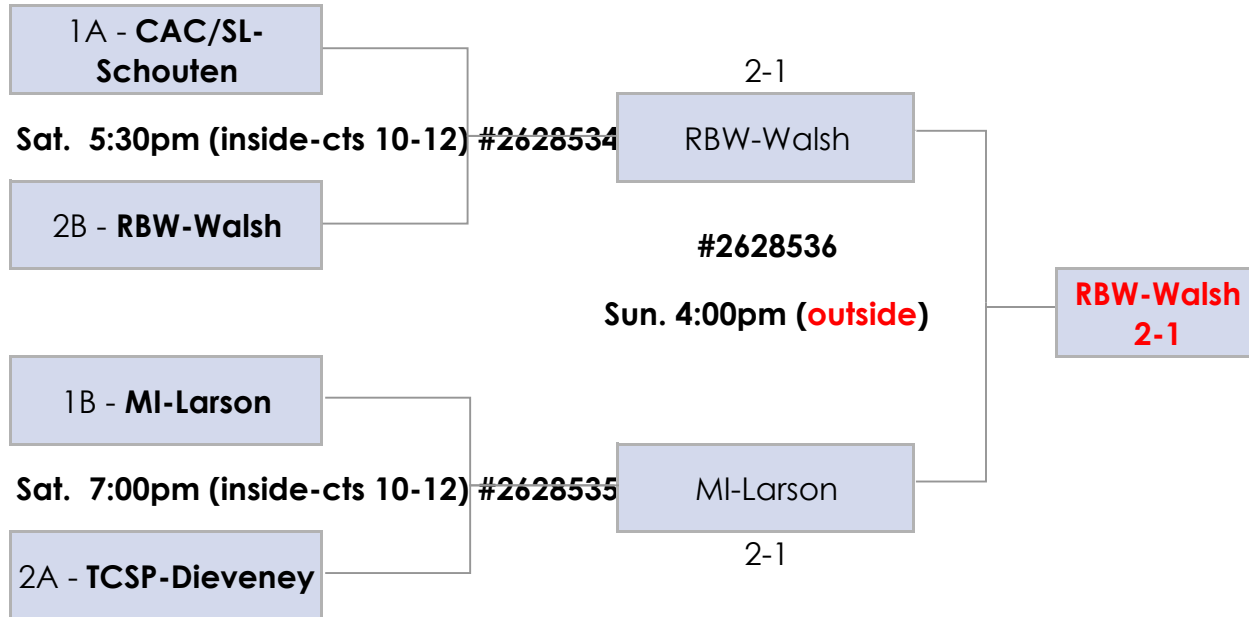 1A - CAC/SL-
Schouten
2-1
Sat.  5:30pm (inside-cts 10-12) #2628534
RBW-Walsh
2B - RBW-Walsh
#2628536
Sun. 4:00pm (outside)
RBW-Walsh
2-1
1B - MI-Larson
Sat.  7:00pm (inside-cts 10-12) #2628535
MI-Larson
2-1
2A - TCSP-Dieveney